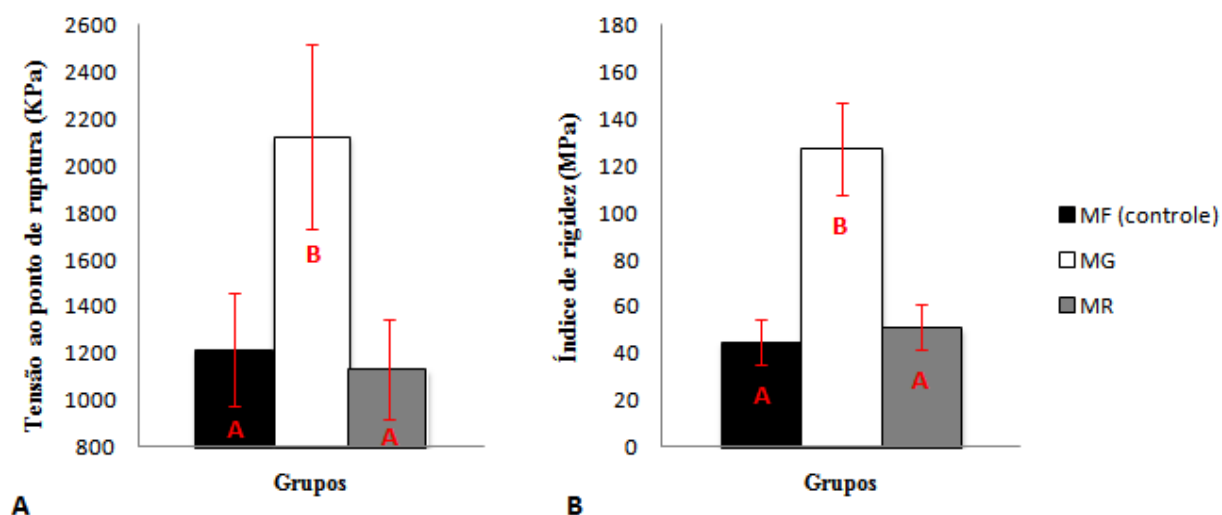 Tensão ao ponto de ruptura (KPa)
2600
2400
2200
2000
1800
1600
1400
1200
1000
800
A
B
A
Grupos
A
Índice de rigidez (MPa)
180
160
140
120
100
80
60
40
20
0
A
B
A
Grupos
B
MF (controle)
MG
MR